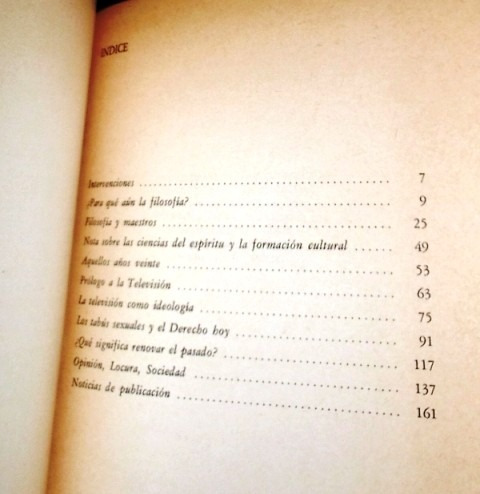 INDICE
Intervenciones ........ 7
¿Para qué aún la filosofía? ........ 9
Filosofía y maestros ........ 25
Nota sobre las ciencias del espíritu y la formación cultural ...... 49
Aquellos años veinte ........ 53
Prólogo a la Televisión ........ 63
La televisión como ideología ........ 75
Los tabús sexuales y el Derecho hoy ........ 91
¿Qué significa renovar el pasado? ........ 117
Opinión, Locura, Sociedad ........ 137
Noticias de publicación ........ 161